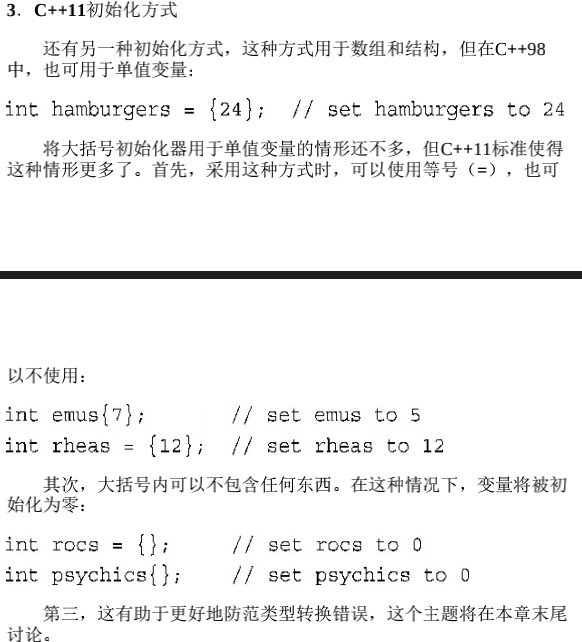 3．C++11初始化方式
还有另一种初始化方式，这种方式用于数组和结构，但在C++98
中，也可用于单值变量：
int hamburgers = {24};  // set hamburgers to 24
将大括号初始化器用于单值变量的情形还不多，但C++11标准使得
这种情形更多了。首先，采用这种方式时，可以使用等号（=），也可
以不使用：
int emus{7};       // set emus to 5
int rheas = {12};  // set rheas to 12
其次，大括号内可以不包含任何东西。在这种情况下，变量将被初
始化为零：
int rocs = {};     // set rocs to 0
int psychics{};    // set psychics to 0
第三，这有助于更好地防范类型转换错误，这个主题将在本章末尾
讨论。